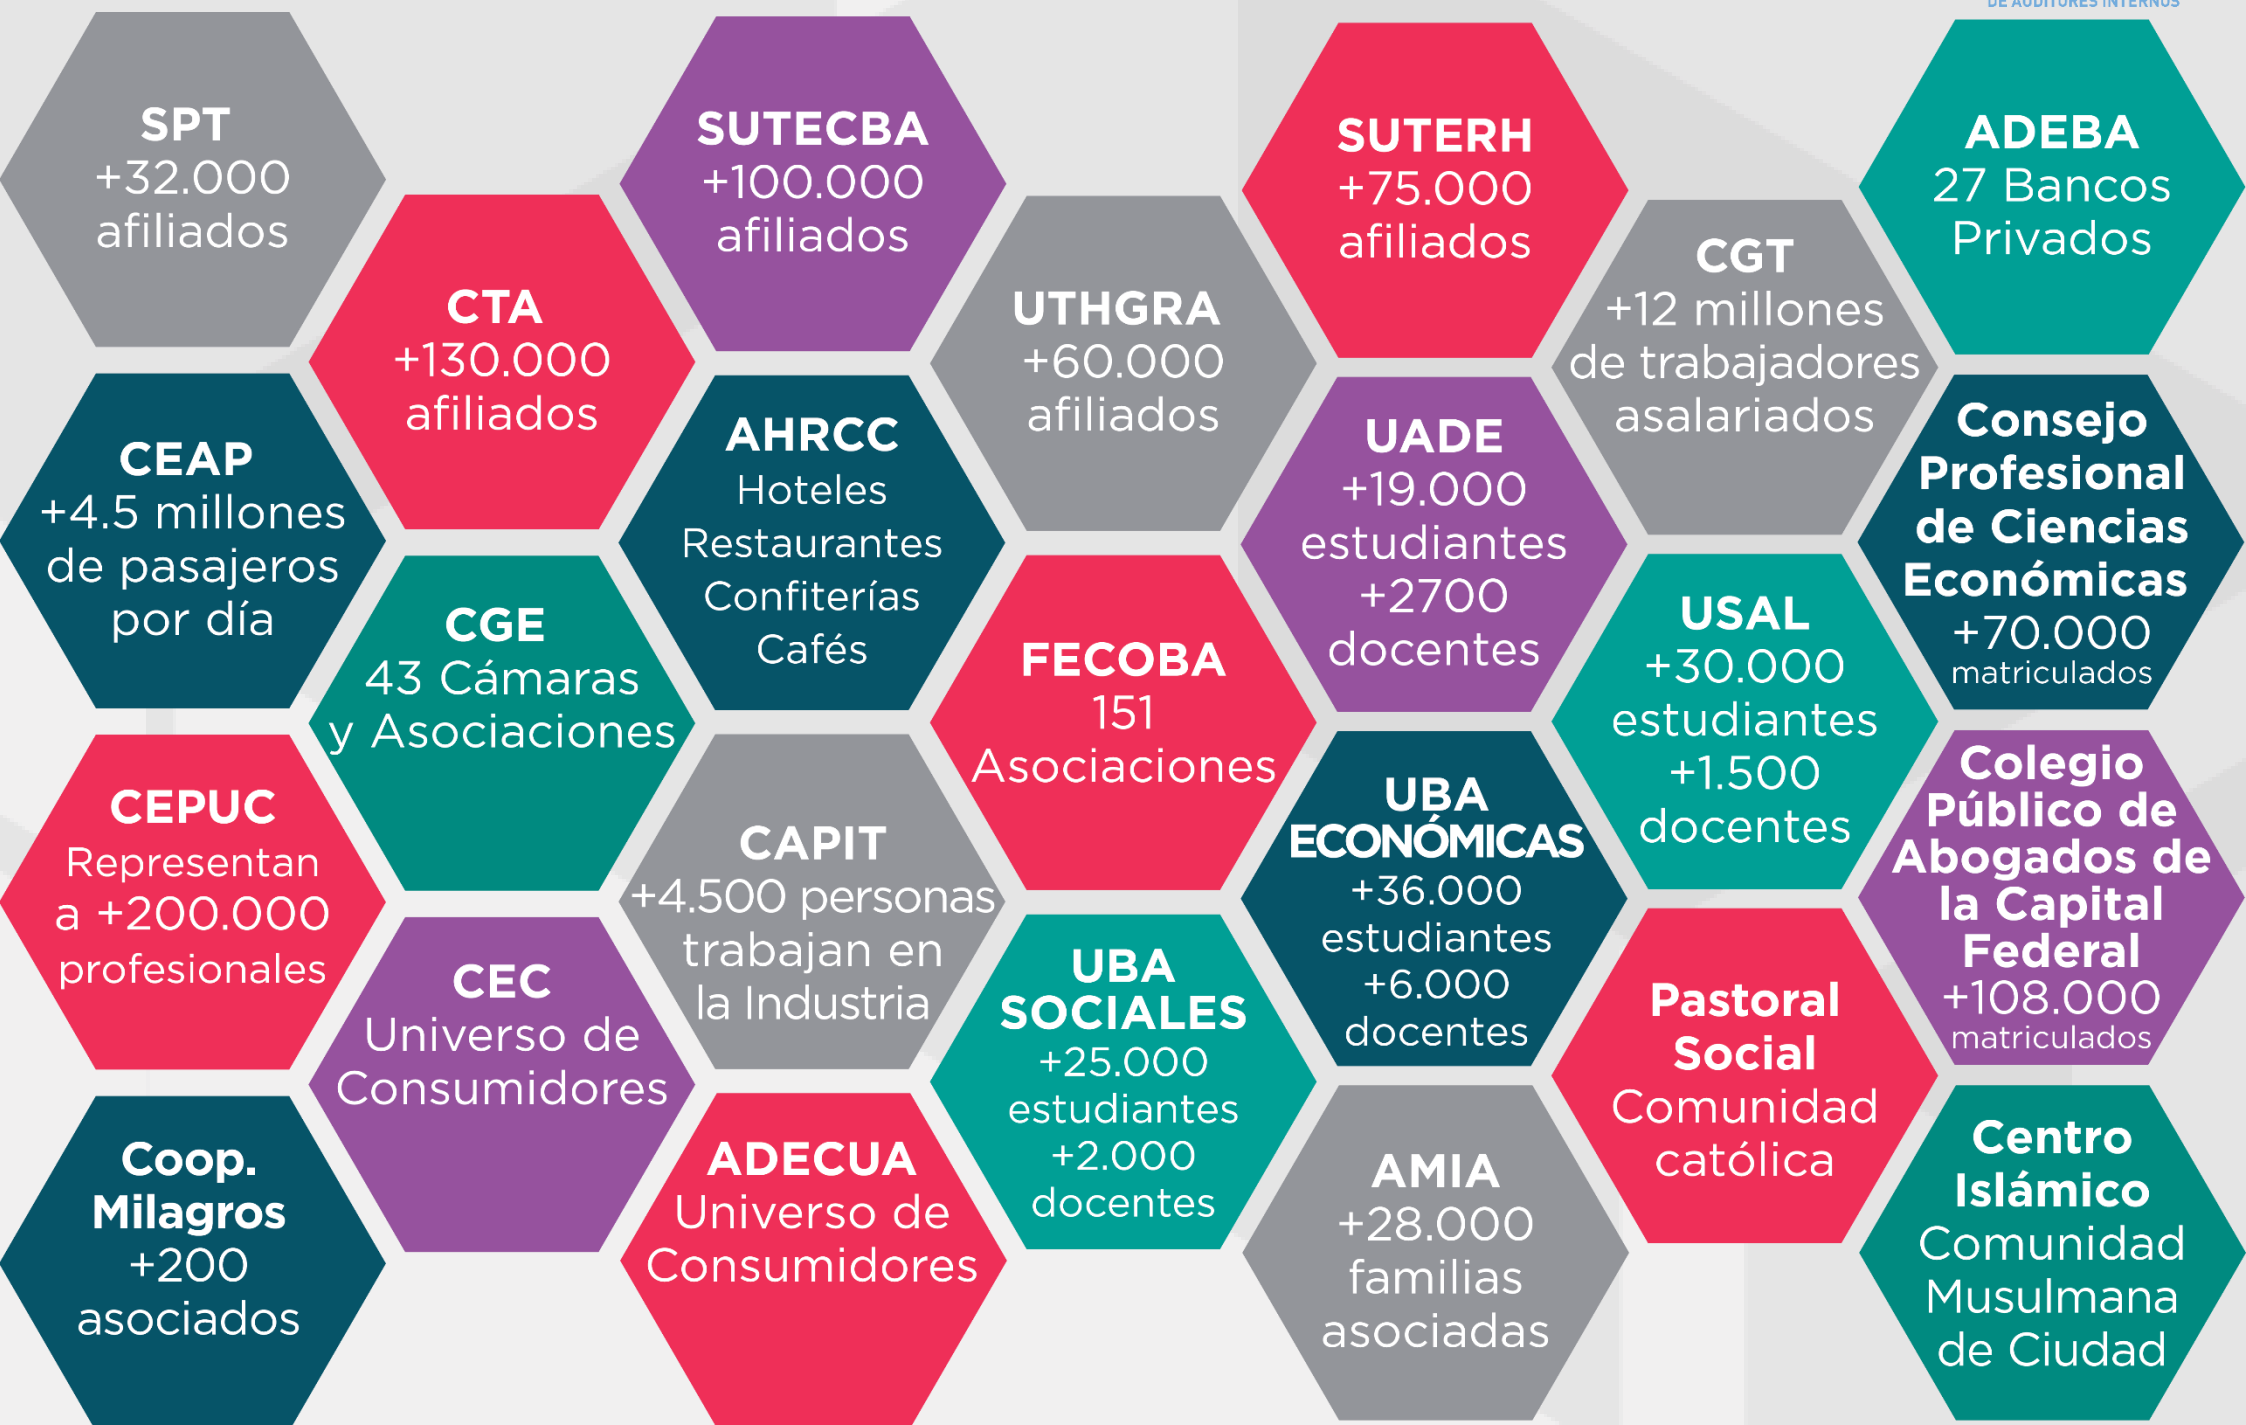 DE AUDITORES INTERNOS
SPT
+32.000
afiliados
SUTECBA
+100.000
afiliados
SUTERH
+75.000
afiliados
ADEBA
27 Bancos
Privados
CTA
+130.000
afiliados
UTHGRA
+60.000
afiliados
CGT
+12 millones
de trabajadores
asalariados
CEAP
+4.5 millones
de pasajeros
por día
AHRCC
Hoteles
Restaurantes
Confiterías
Cafés
UADE
+19.000
estudiantes
+2700
docentes
Consejo
Profesional
de Ciencias
Económicas
+70.000
matriculados
CGE
43 Cámaras
y Asociaciones
FECOBA
151
Asociaciones
USAL
+30.000
estudiantes
+1.500
docentes
CEPUC
Representan
a +200.000
profesionales
CAPIT
+4.500 personas
trabajan en
la Industria
UBA
ECONÓMICAS
+36.000
estudiantes
+6.000
docentes
Colegio
Público de
Abogados de
la Capital
Federal
+108.000
matriculados
CEC
Universo de
Consumidores
UBA
SOCIALES
+25.000
estudiantes
+2.000
docentes
Pastoral
Social
Comunidad
católica
Coop.
Milagros
+200
asociados
ADECUA
Universo de
Consumidores
AMIA
+28.000
familias
asociadas
Centro
Islámico
Comunidad
Musulmana
de Ciudad